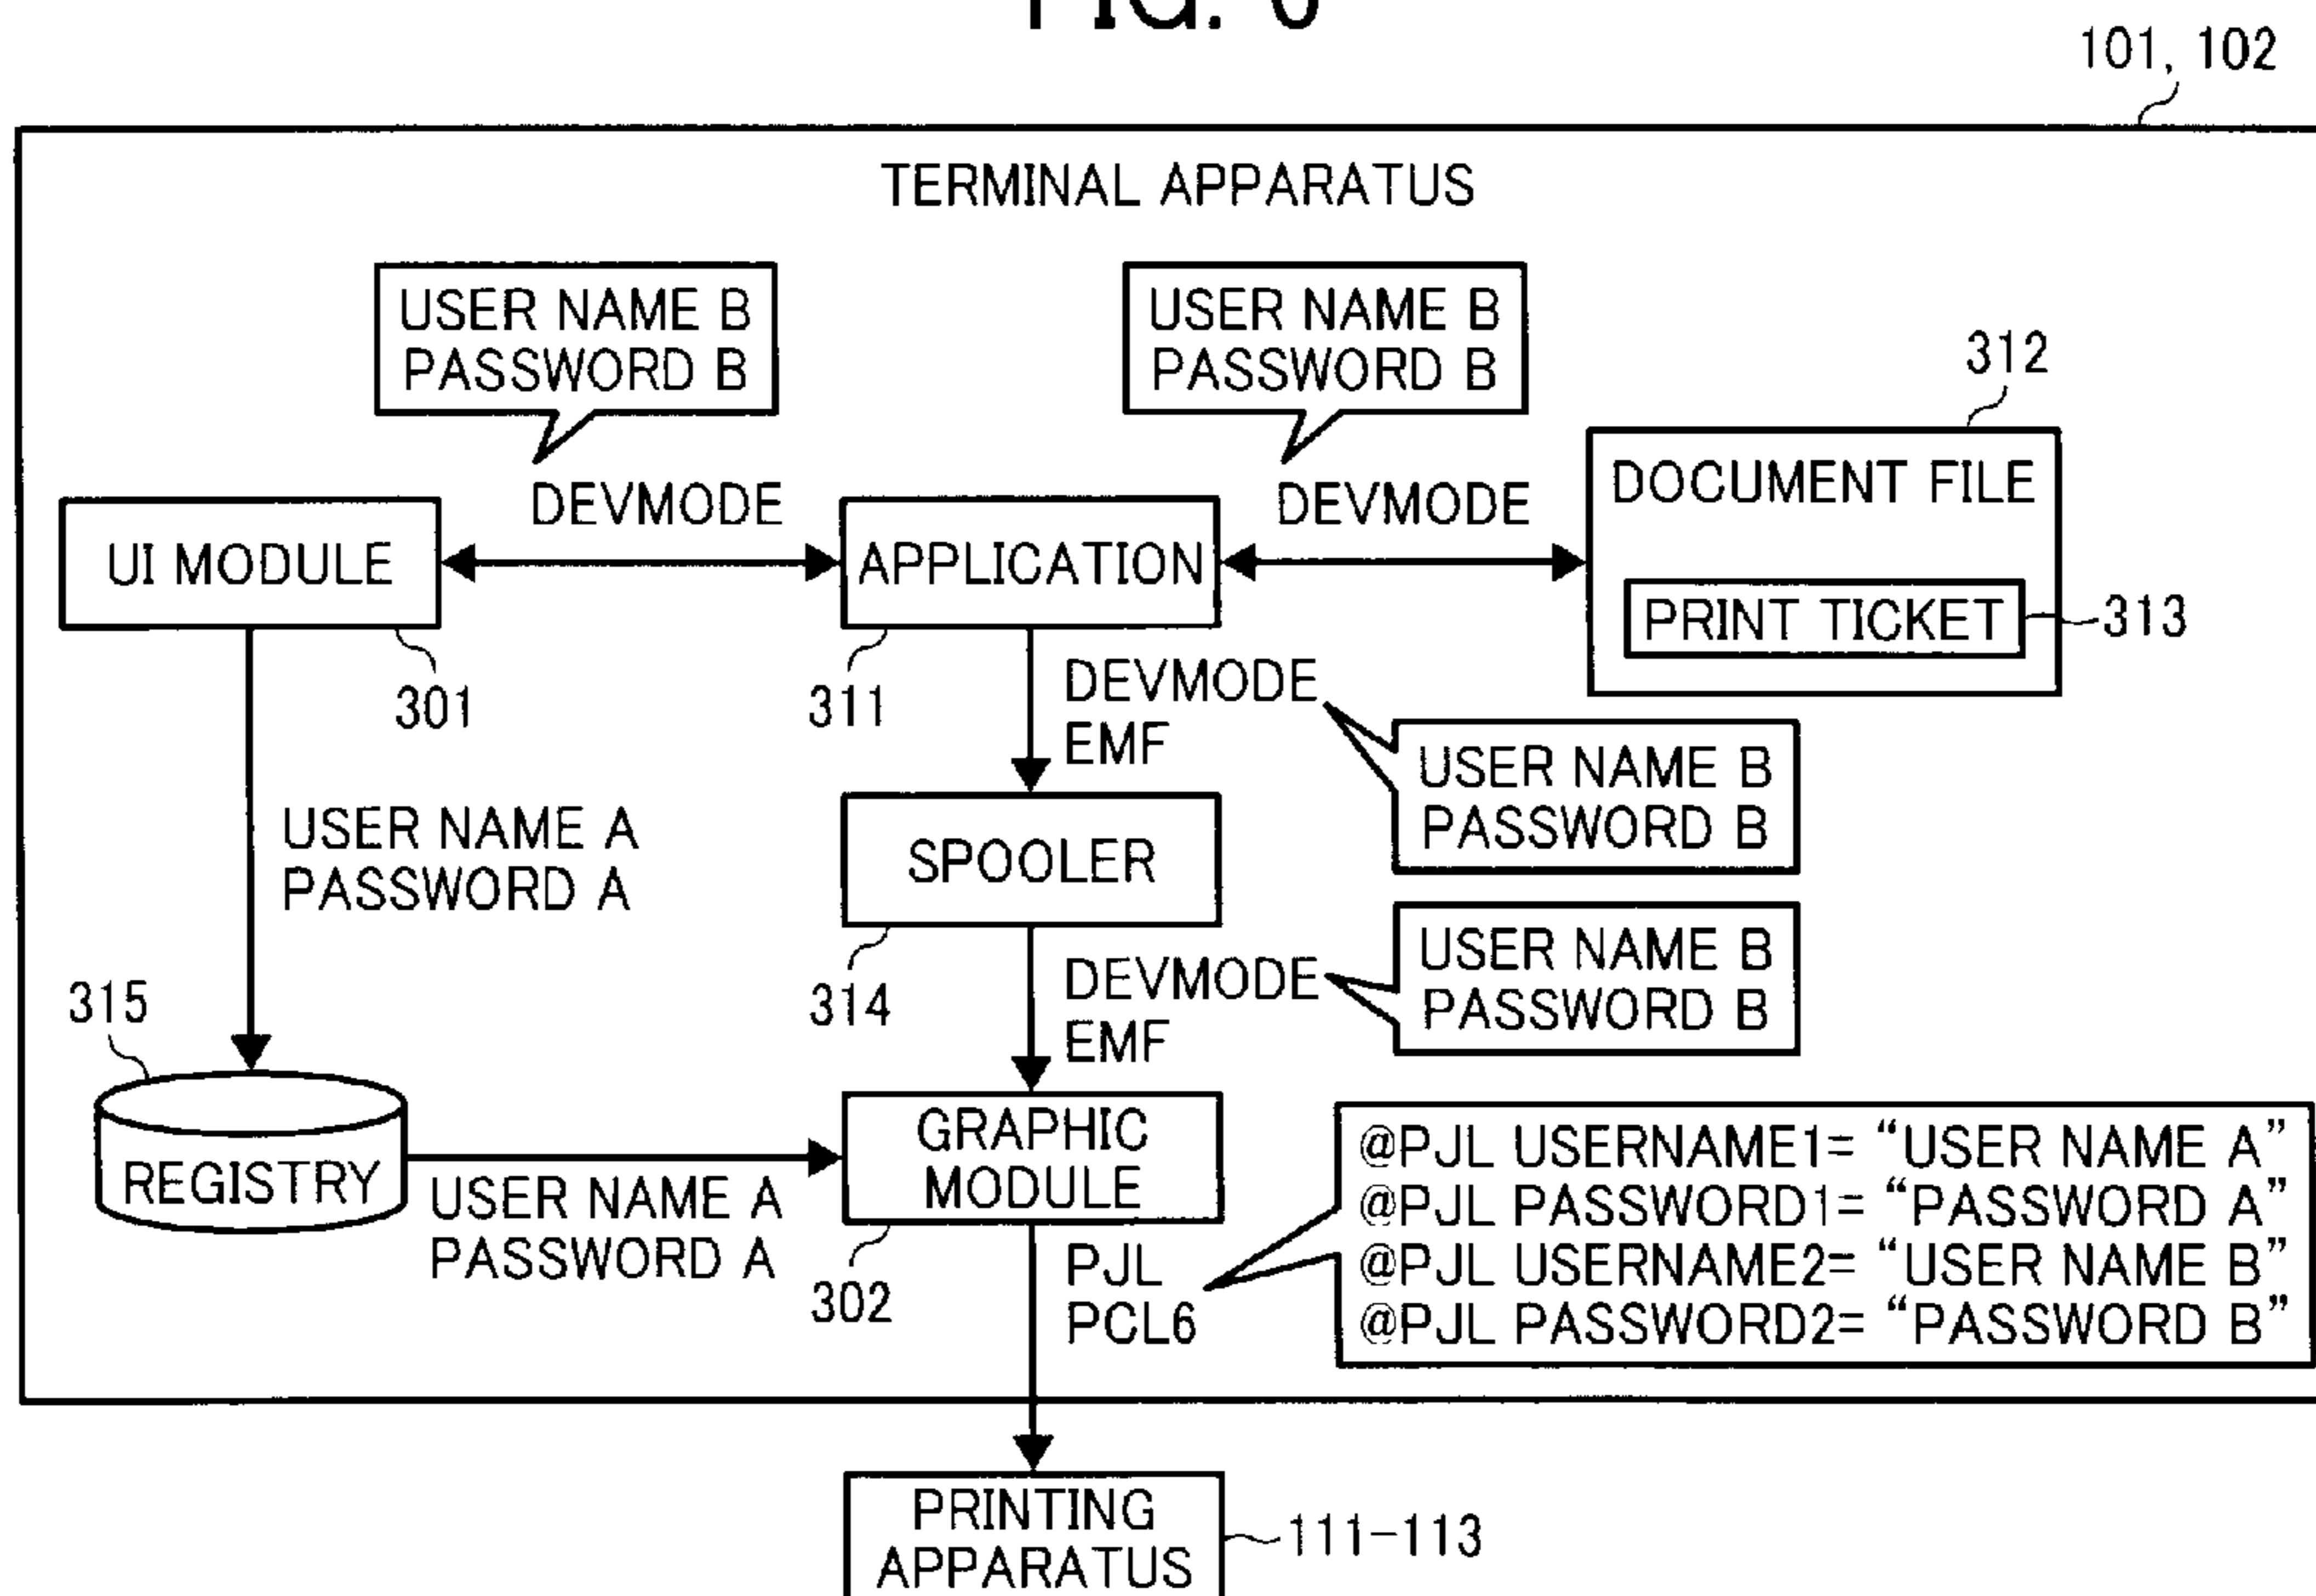 FIG.
101, 102
TERMINAL APPARATUS
USER NAME B
PASSWORD B
USER NAME B
PASSWORD B
312
DOCUMENT FILE
DEVMODE
DEVMODE
UI MODULE
APPLICATION
PRINT TICKET
313
301
311
DEVMODE
EMF
USER NAME B
PASSWORD B
USER NAME A
PASSWORD A
SPOOLER
314
DEVMODE
EMF
USER NAME B
PASSWORD B
315
REGISTRY
USER NAME A
PASSWORD A
GRAPHIC
MODULE
302
PJL
PCL6
@PJL USERNAME1= “USER NAME A”
@PJL PASSWORD1= “PASSWORD A”
@PJL USERNAME2= “USER NAME B”
@PJL PASSWORD2= “PASSWORD B”
PRINTING
APPARATUS
111-113